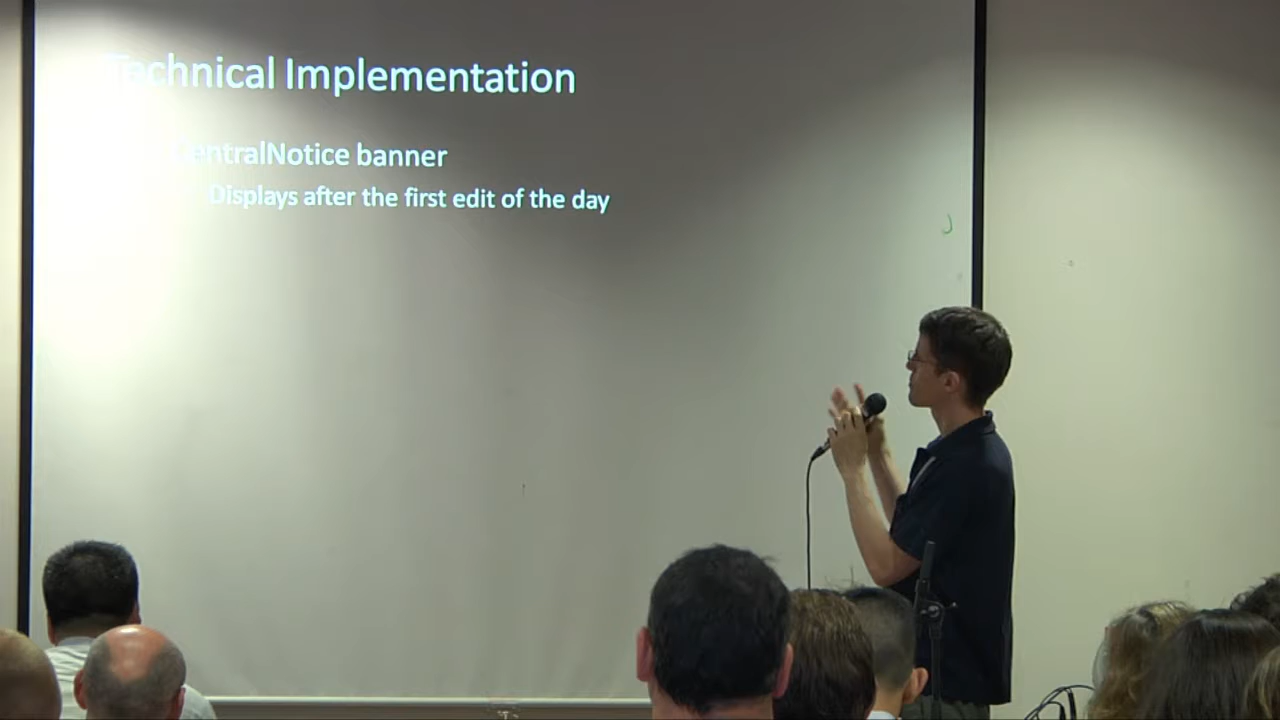 Technical Implementation
CentralNotice banner
Displays after the first edit of the day